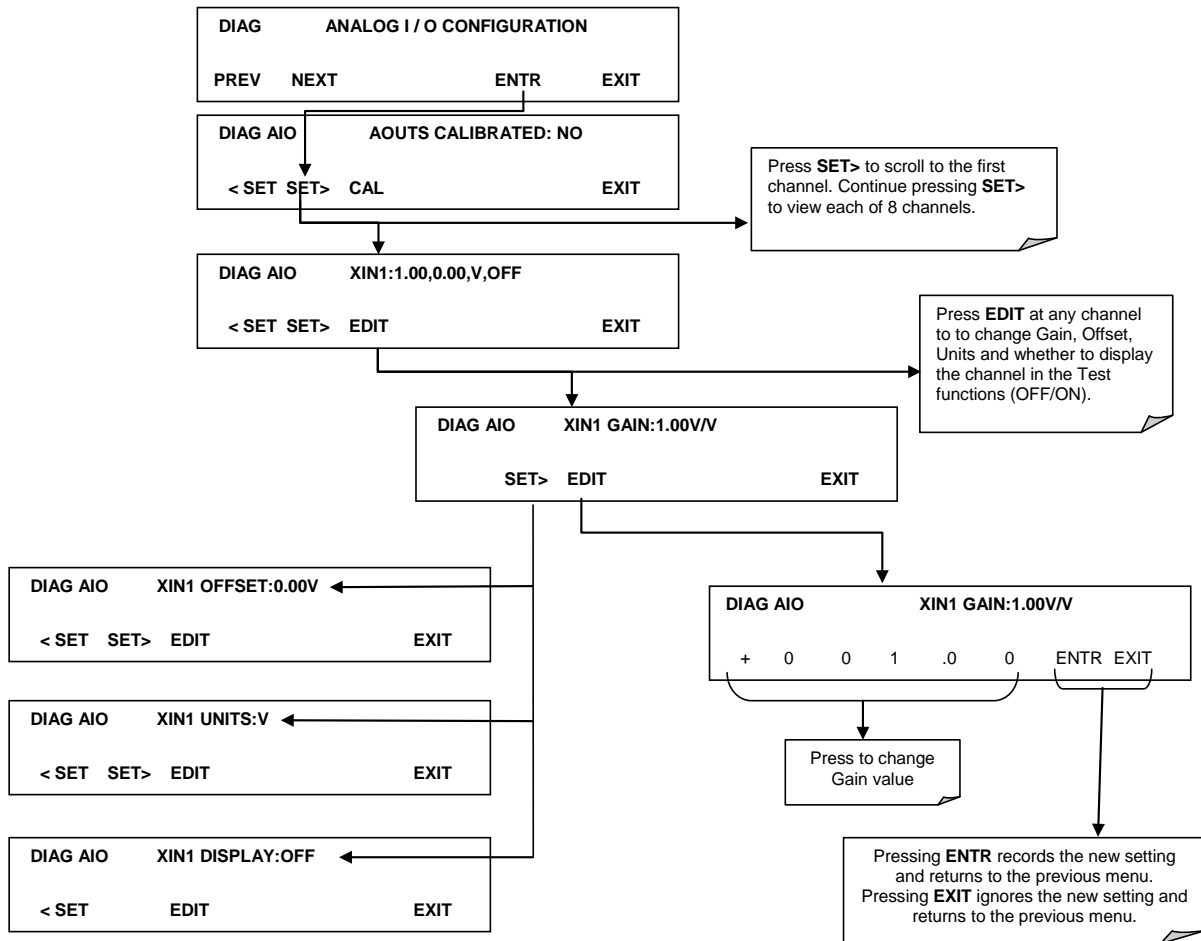 DIAG ANALOG I / O CONFIGURATION
PREV NEXT ENTR EXIT
DIAG AIO AOUTS CALIBRATED: NO
< SET SET> CAL EXIT
Press SET> to scroll to the first
channel. Continue pressing SET>
to view each of 8 channels.
DIAG AIO XIN1:1.00,0.00,V,OFF
< SET SET> EDIT EXIT
Press EDIT at any channel
to to change Gain, Offset,
Units and whether to display
the channel in the Test
functions (OFF/ON).
DIAG AIO XIN1 GAIN:1.00V/V
SET> EDIT EXIT
DIAG AIO XIN1 OFFSET:0.00V
< SET SET> EDIT EXIT
DIAG AIO XIN1 GAIN:1.00V/V
+ 0 0 1 .0 0 ENTR EXIT
DIAG AIO XIN1 UNITS:V
< SET SET> EDIT EXIT
Press to change
Gain value
DIAG AIO XIN1 DISPLAY:OFF
< SET EDIT EXIT
Pressing ENTR records the new setting
and returns to the previous menu.
Pressing EXIT ignores the new setting and
returns to the previous menu.